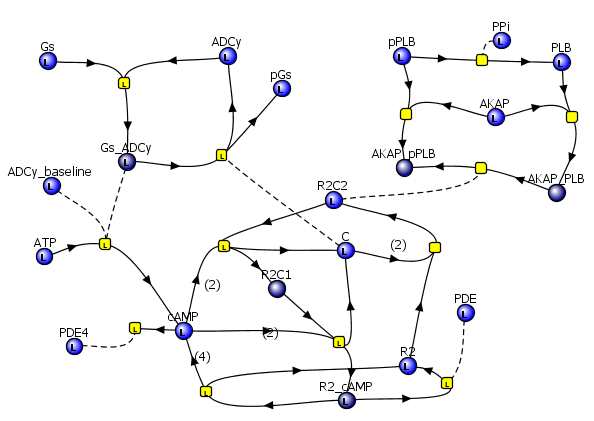 Gs
ADCy
pPLB
PPi
PLB
pGs
AKAP
Gs_ADCy
AKAP_pPLB
ADCy_baseline
R2C2
AKAP_PLB
ATP
C
(2)
R2C1
(2)
PDE
cAMP
(2)
PDE4
(4)
R2
R2_cAMP